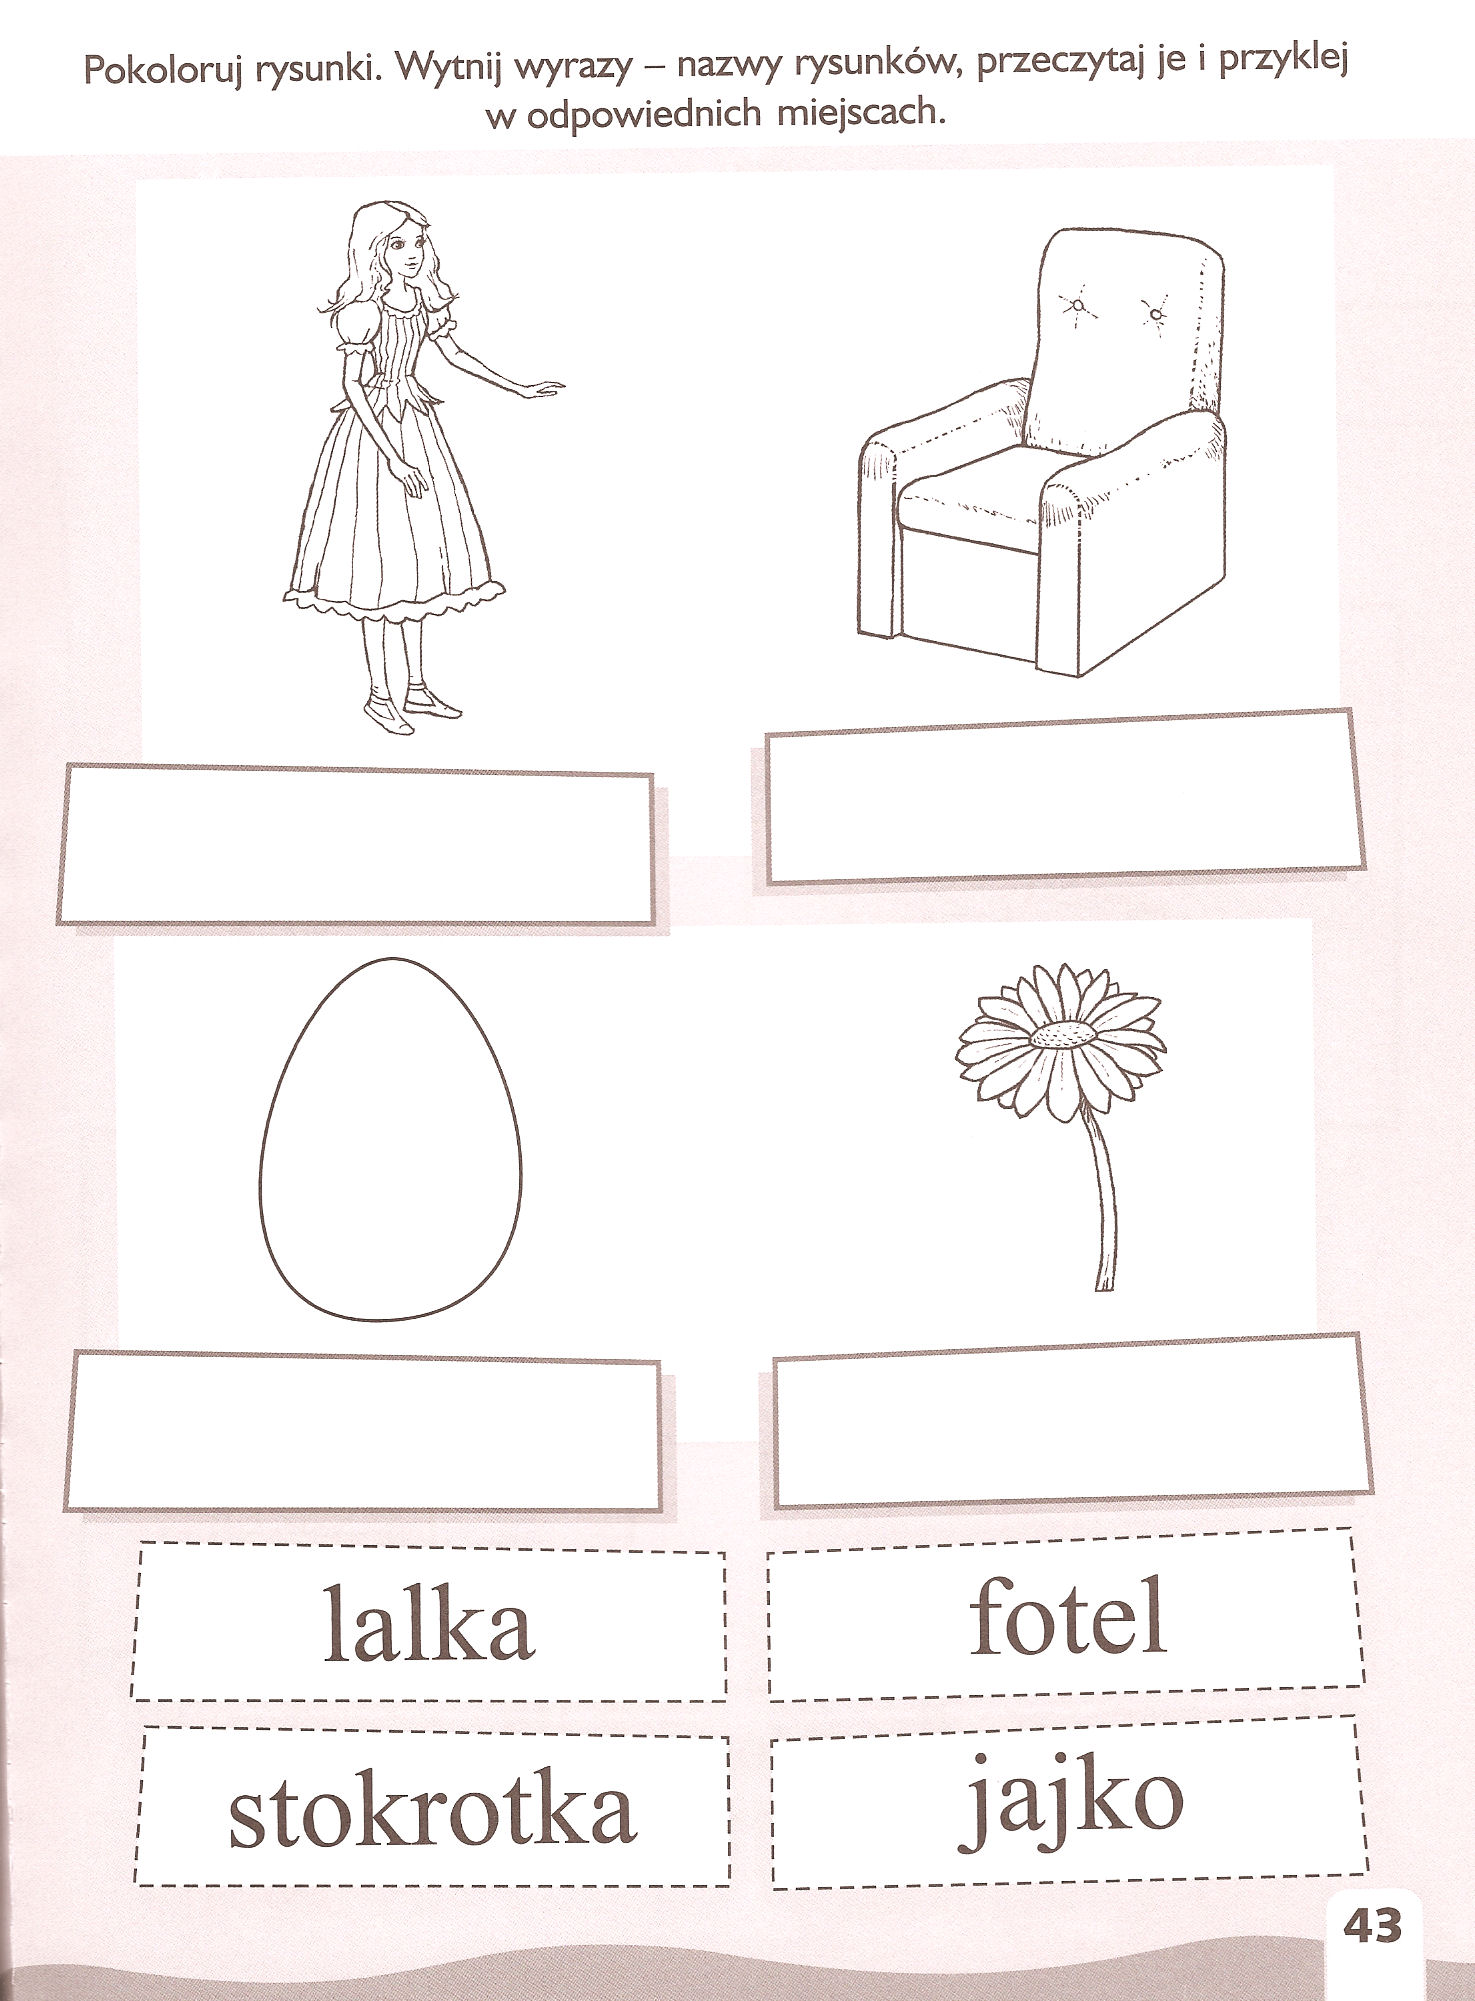 Pokoloruj rysunki. Wytnij wyrazy – nazwy rysunków, przeczytaj je i przyklej
w odpowiednich miejscach.
lalka
fotel
stokrotka
jajko
43